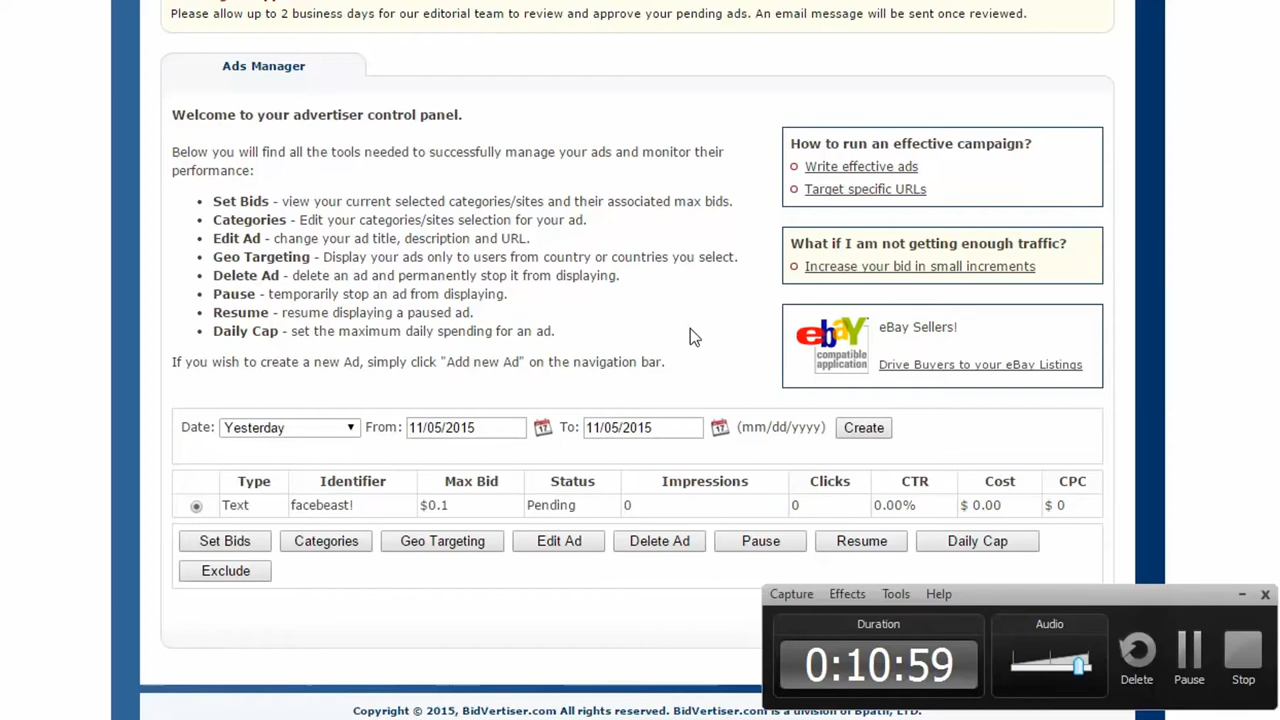 Please allow up to 2 business days for our editorial team to review and approve your pending ads. An email message will be sent once reviewed.
Ads Manager
Welcome to your advertiser control panel.
Below you will find all the tools needed to successfully manage your ads and monitor their
performance:
Set Bids - view your current selected categories/sites and their associated max bids.
Categories - Edit your categories/sites selection for your ad.
Edit Ad - change your ad title, description and URL.
Geo Targeting - Display your ads only to users from country or countries you select.
Delete Ad - delete an ad and permanently stop it from displaying.
Pause - temporarily stop an ad from displaying.
Resume - resume displaying a paused ad.
Daily Cap - set the maximum daily spending for an ad.
If you wish to create a new Ad, simply click "Add new Ad" on the navigation bar.
How to run an effective campaign?
Write effective ads
Target specific URLs
What if I am not getting enough traffic?
Increase your bid in small increments
ebaY
compatible
application
eBay Sellers!
Drive Buyers to your eBay Listings
Date: Yesterday From: 11/05/2015 17 To: 11/05/2015 17 (mm/dd/yyyy) Create
Type Identifier Max Bid Status Impressions Clicks CTR Cost CPC
Text facebeast! $0.1 Pending 0 0 0.00% $ 0.00 $ 0
Set Bids Categories Geo Targeting Edit Ad Delete Ad Pause Resume Daily Cap
Exclude
Capture Effects Tools Help
Duration Audio
0:10:59
Delete Pause Stop
Copyright © 2015, BidVertiser.com All rights reserved. BidVertiser.com is a division of Bpath, LTD.